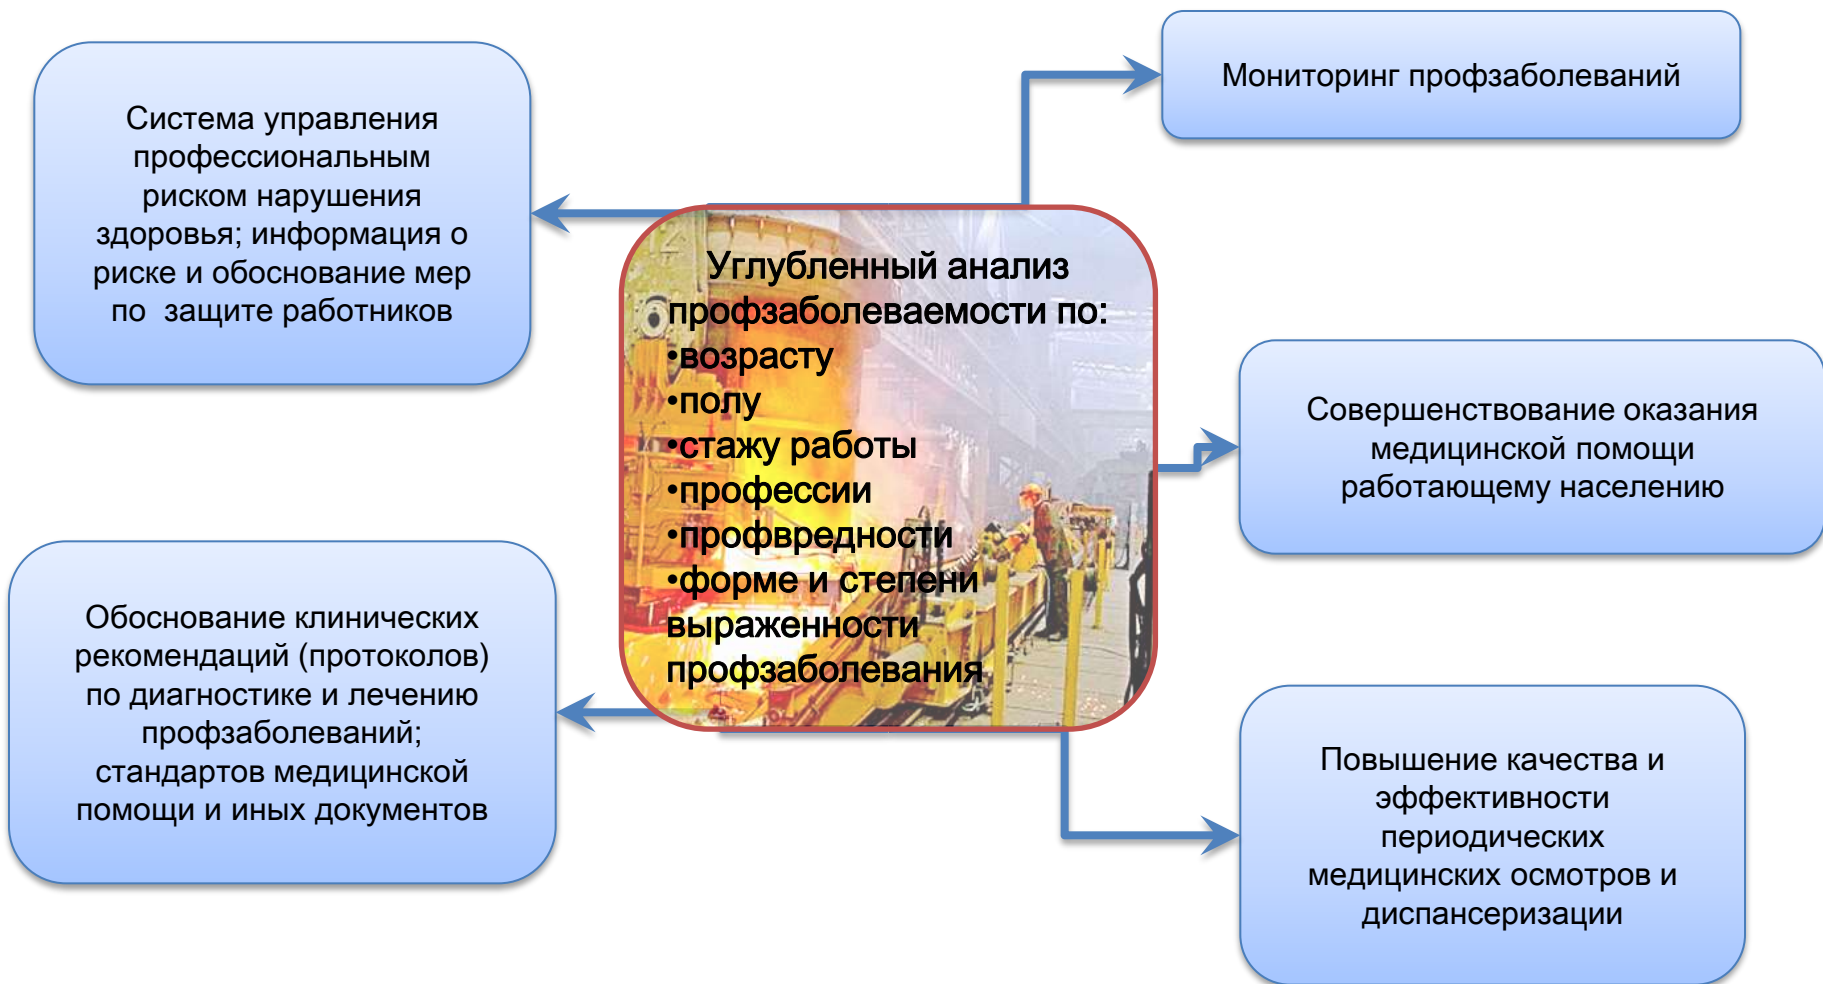 Система управления
профессиональным
риском нарушения
здоровья; информация о
риске и обоснование мер
по защите работников
Мониторинг профзаболеваний
Углубленный анализ
профзаболеваемости по:
•возрасту
•полу
•стажу работы
•профессии
•профвредности
•форме и степени
выраженности
профзаболевания
Совершенствование оказания
медицинской помощи
работающему населению
Обоснование клинических
рекомендаций (протоколов)
по диагностике и лечению
профзаболеваний;
стандартов медицинской
помощи и иных документов
Повышение качества и
эффективности
периодических
медицинских осмотров и
диспансеризации